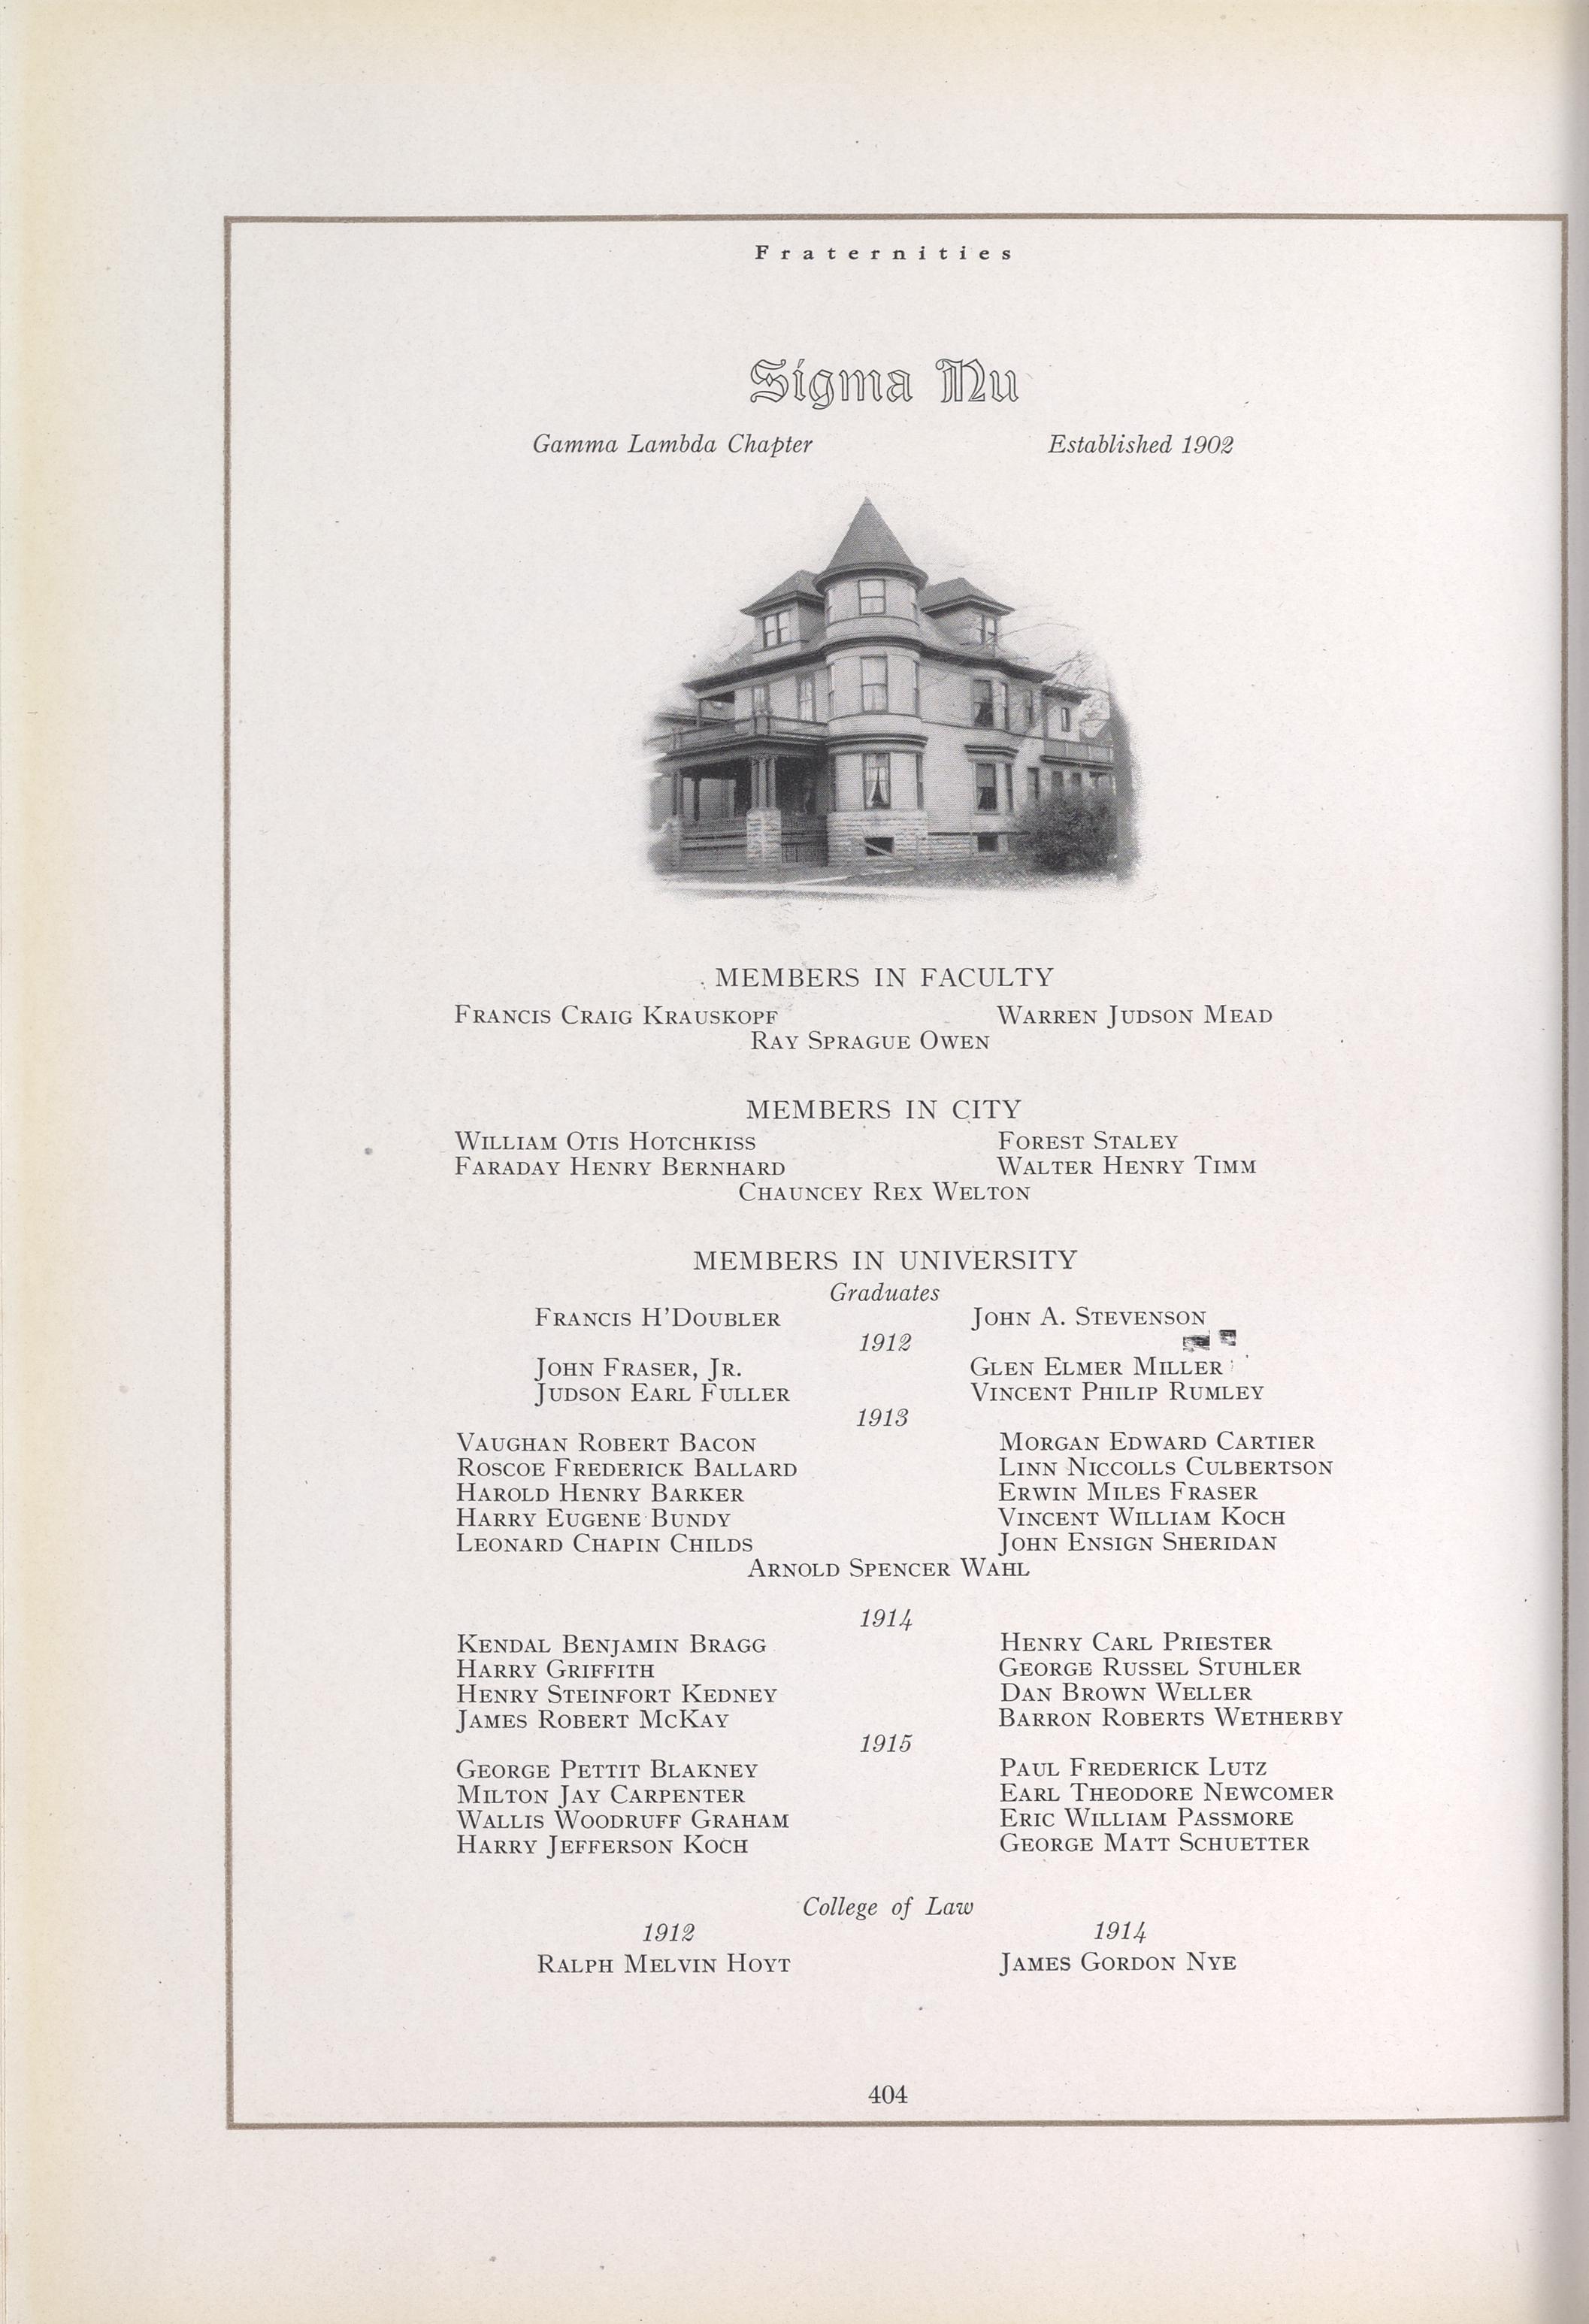 Fraternities
Sigma Nu
Gamma Lambda Chapter Established 1902
MEMBERS IN FACULTY
FRANCIS CRAIG KRAUSKOPF WARREN JUDSON MEAD
RAY SPRAGUE OWEN
MEMBERS IN CITY
WILLIAM OTIS HOTCHKISS FOREST STALEY
FARADAY HENRY BERNHARD WALTER HENRY TIMM
CHAUNCEY REX WELTON
MEMBERS IN UNIVERSITY
Graduates
FRANCIS H'DOUBLER JOHN A. STEVENSON
1912
JOHN FRASER, JR. GLEN ELMER MILLER
JUDSON EARL FULLER VINCENT PHILIP RUMLEY
1913
VAUGHAN ROBERT BACON MORGAN EDWARD CARTIER
ROSCOE FREDERICK BALLARD LINN NICCOLLS CULBERTSON
HAROLD HENRY BARKER ERWIN MILES FRASER
HARRY EUGENE BUNDY VINCENT WILLIAM KOCH
LEONARD CHAPIN CHILDS JOHN ENSIGN SHERIDAN
ARNOLD SPENCER WAHL
1914
KENDAL BENJAMIN BRAGG HENRY CARL PRIESTER
HARRY GRIFFITH GEORGE RUSSEL STUHLER
HENRY STEINFORT KEDNEY DAN BROWN WELLER
JAMES ROBERT MCKAY BARRON ROBERTS WETHERBY
1915
GEORGE PETTIT BLAKNEY PAUL FREDERICK LUTZ
MILTON JAY CARPENTER EARL THEODORE NEWCOMER
WALLIS WOODRUFF GRAHAM ERIC WILLIAM PASSMORE
HARRY JEFFERSON KOCH GEORGE MATT SCHUETTER
College of Law
1912 1914
RALPH MELVIN HOYT JAMES GORDON NYE
404